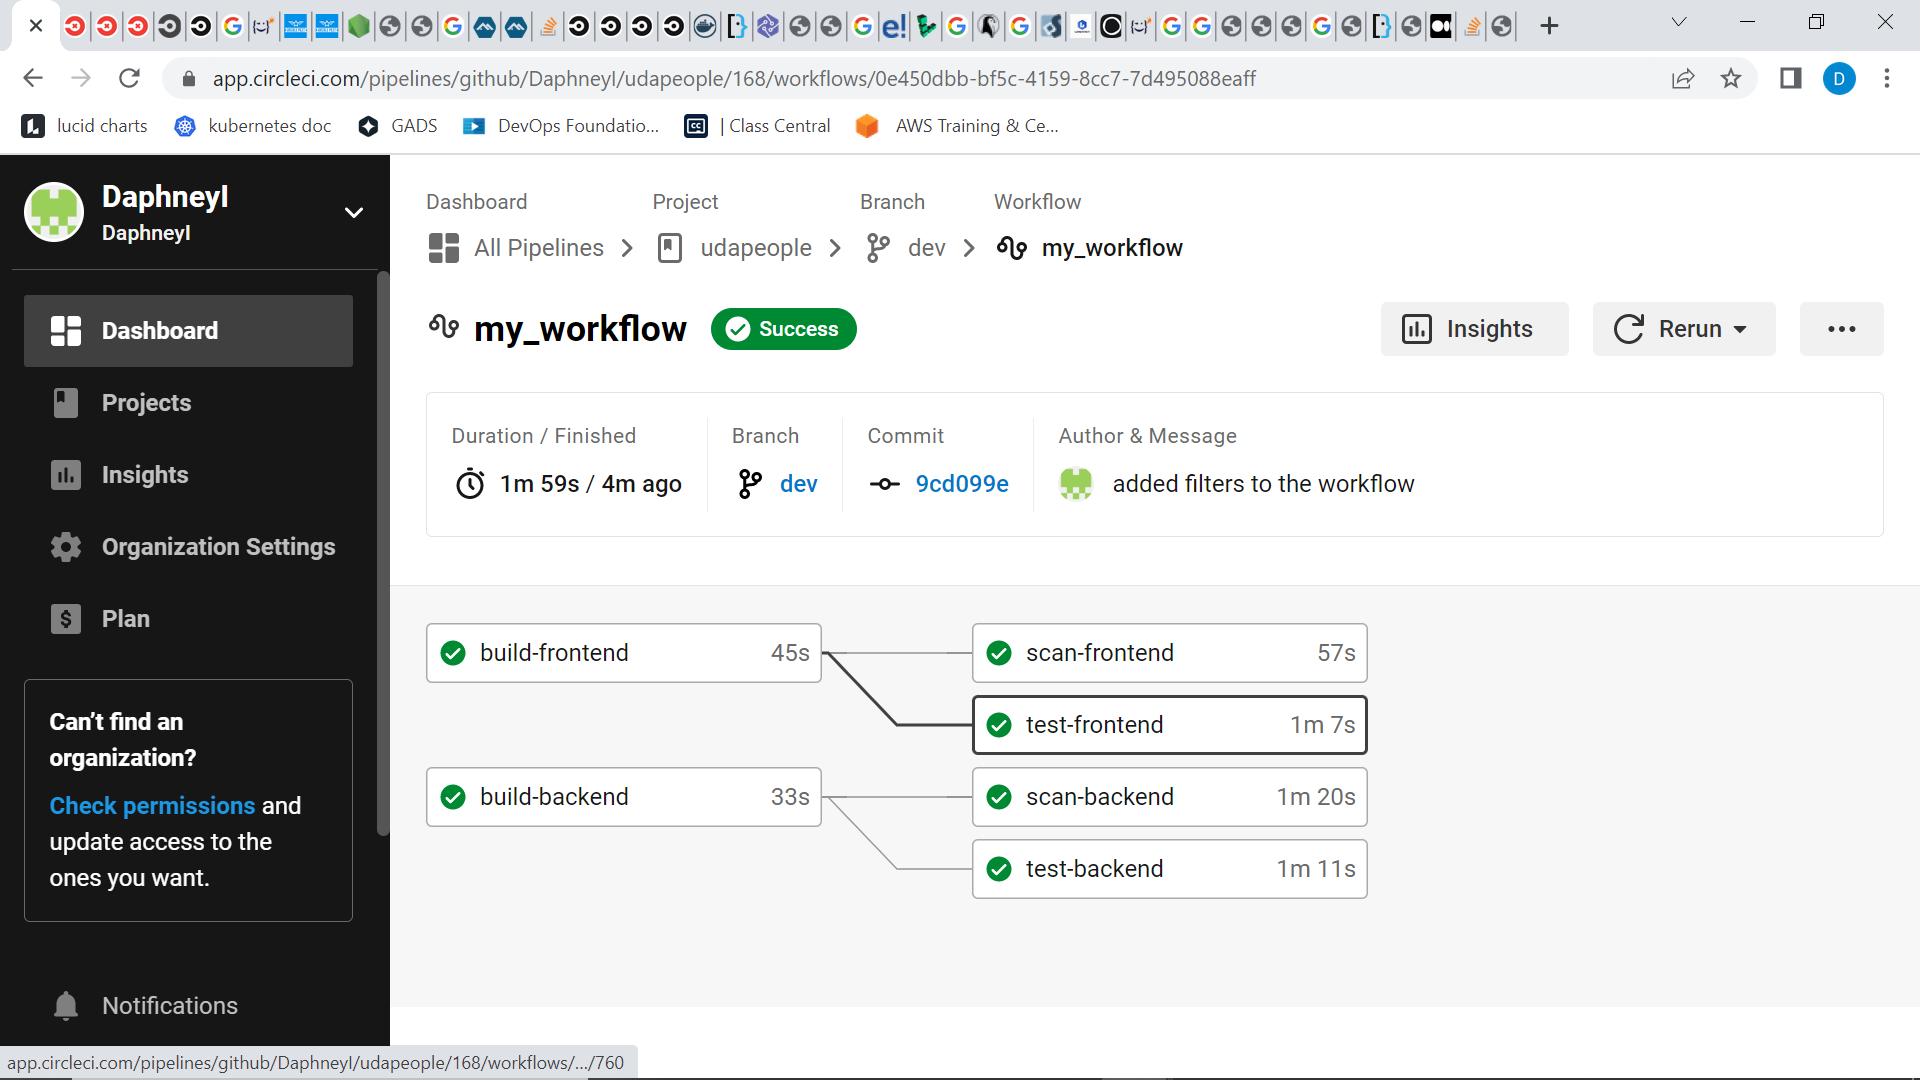 app.circleci.com/pipelines/github/DaphneyI/udapeople/168/workflows/0e450dbb-bf5c-4159-8cc7-7d495088eaff
D
lucid charts
kubernetes doc
GADS
DevOps Foundatio...
CC
| Class Central
AWS Training & Ce...
DaphneyI
DaphneyI
Dashboard
Projects
Insights
Organization Settings
Plan
Can't find an
organization?
Check permissions and
update access to the
ones you want.
Notifications
Dashboard
Project
Branch
Workflow
All Pipelines
udapeople
dev
my_workflow
my_workflow
Success
Insights
Rerun
Duration / Finished
Branch
Commit
Author & Message
1m 59s / 4m ago
dev
9cd099e
added filters to the workflow
build-frontend 45s
scan-frontend 57s
test-frontend 1m 7s
build-backend 33s
scan-backend 1m 20s
test-backend 1m 11s
app.circleci.com/pipelines/github/DaphneyI/udapeople/168/workflows/.../760